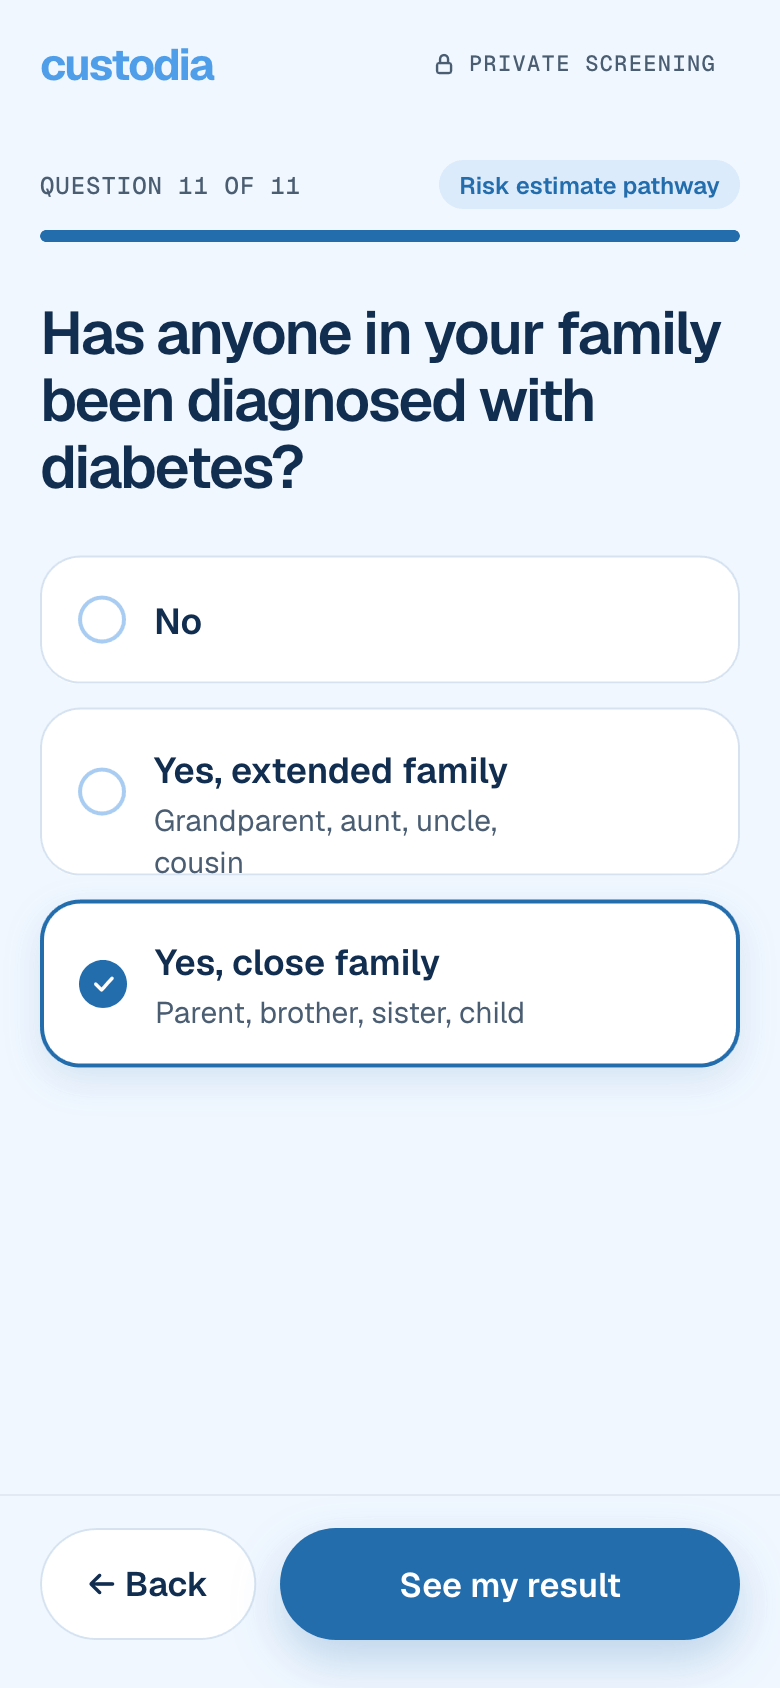 custodia
PRIVATE SCREENING
QUESTION 11 OF 11
Risk estimate pathway
Has anyone in your family
been diagnosed with
diabetes?
No
Yes, extended family
Grandparent, aunt, uncle,
cousin
Yes, close family
Parent, brother, sister, child
← Back
See my result